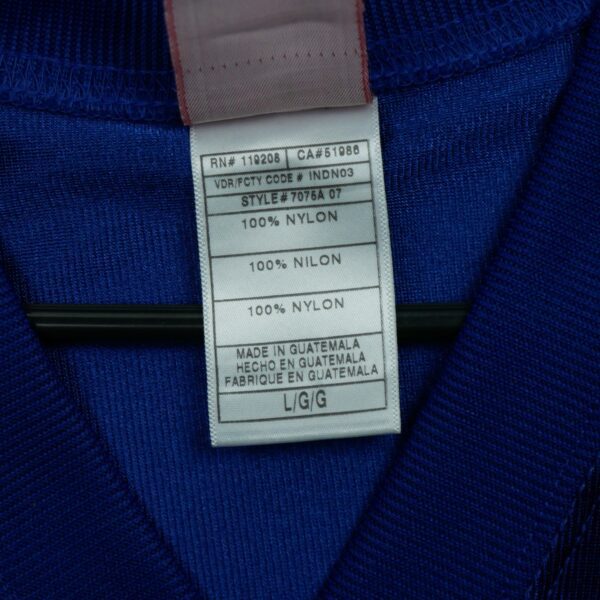 RN# 119208 CA#51986
VDR/FCTY CODE # INDN03
STYLE# 7075A 07
100% NYLON
100% NILON
100% NYLON
MADE IN GUATEMALA
HECHO EN GUATEMALA
FABRIQUE EN GUATEMALA
L/G/G